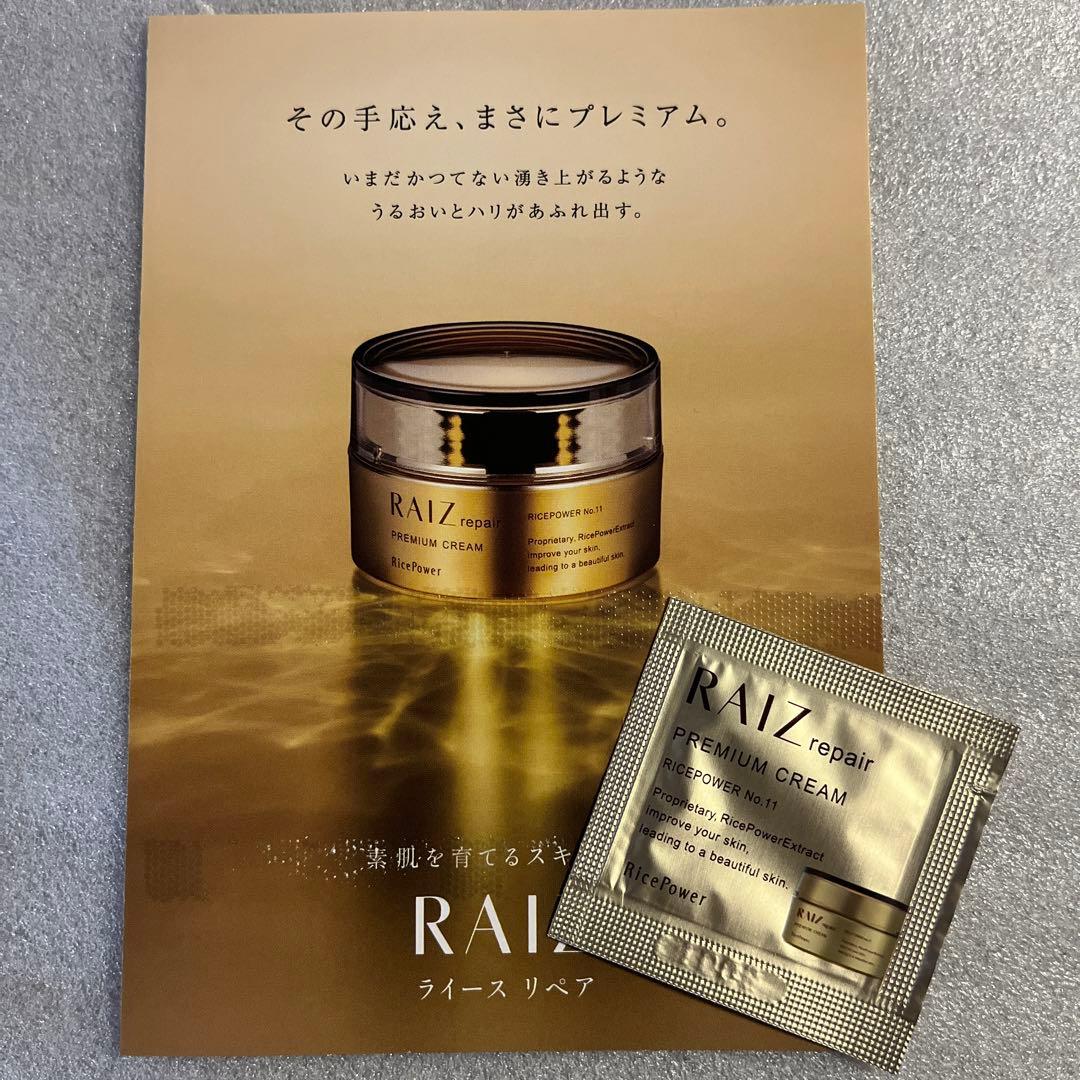 その手応え、まさにプレミアム。
いまだかつてない湧き上がるような
うるおいとハリがあふれ出す。
RAIZ repair
PREMIUM CREAM
RicePower
RICEPOWER No.11
Proprietary, RicePowerExtract
improve your skin,
leading to a beautiful skin.
素肌を育てるスキ
RAIZ
ライース リペア
RAIZ repair
PREMIUM CREAM
RICEPOWER No.11
Proprietary, RicePowerExtract
improve your skin,
leading to a beautiful skin.
RicePower
RAIZ repair
PREMIUM CREAM